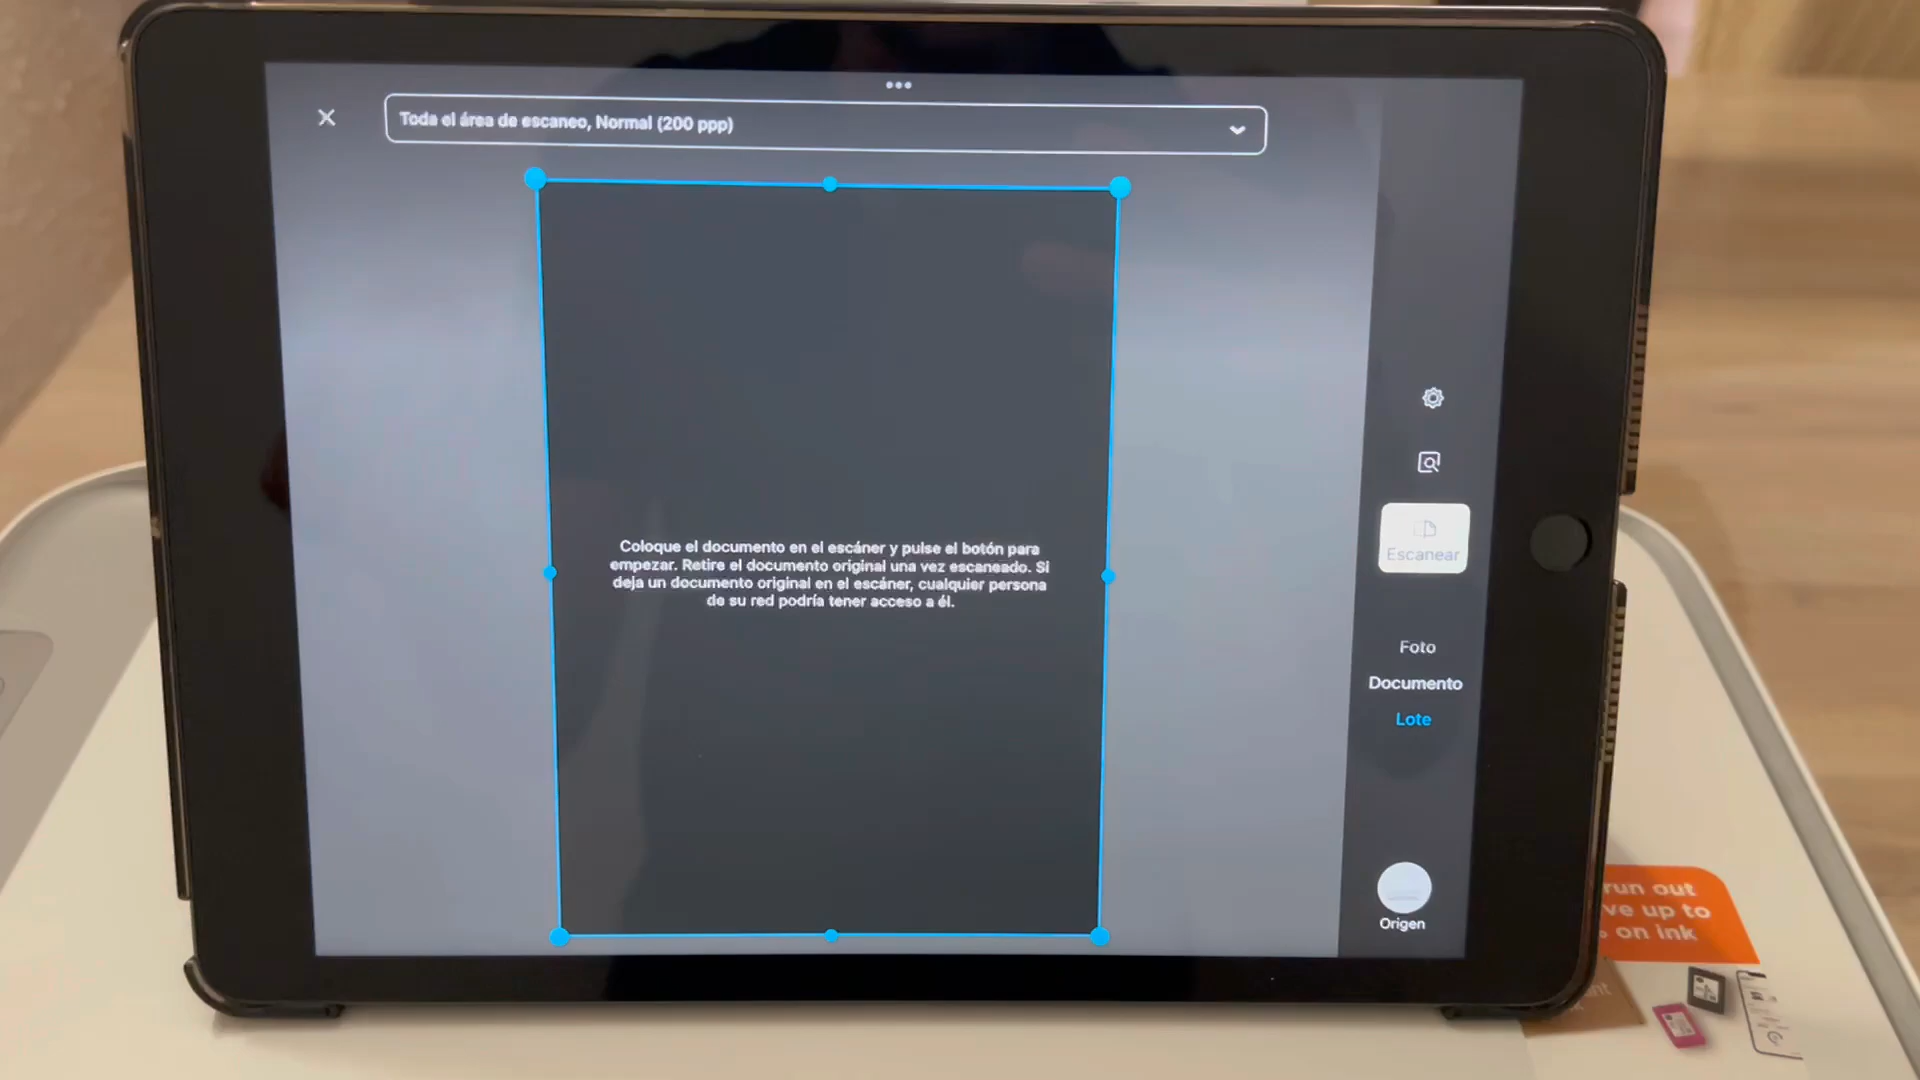 Toda el área de escaneo, Normal (200 ppp)
Coloque el documento en el escáner y pulse el botón para
empezar. Retire el documento original una vez escaneado. Si
deja un documento original en el escáner, cualquier persona
de su red podría tener acceso a él.
Escanear
Foto
Documento
Lote
Origen
run out
ve up to
on ink